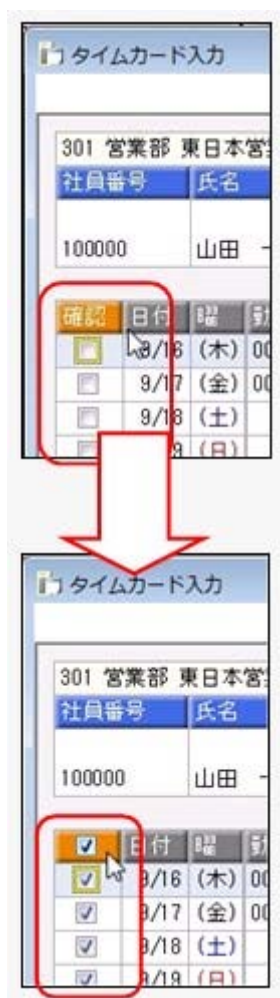 タイムカード入力
301 営業部 東日本営
社員番号 氏名
100000 山田 -
確認 日付 曜 勤
9/16 (木) 00
9/17 (金) 00
9/18 (土)
9 (日)
タイムカード入力
301 営業部 東日本営
社員番号 氏名
100000 山田 -
日付 曜 勤
9/16 (木) 00
9/17 (金) 00
9/18 (土)
9/19 (日)